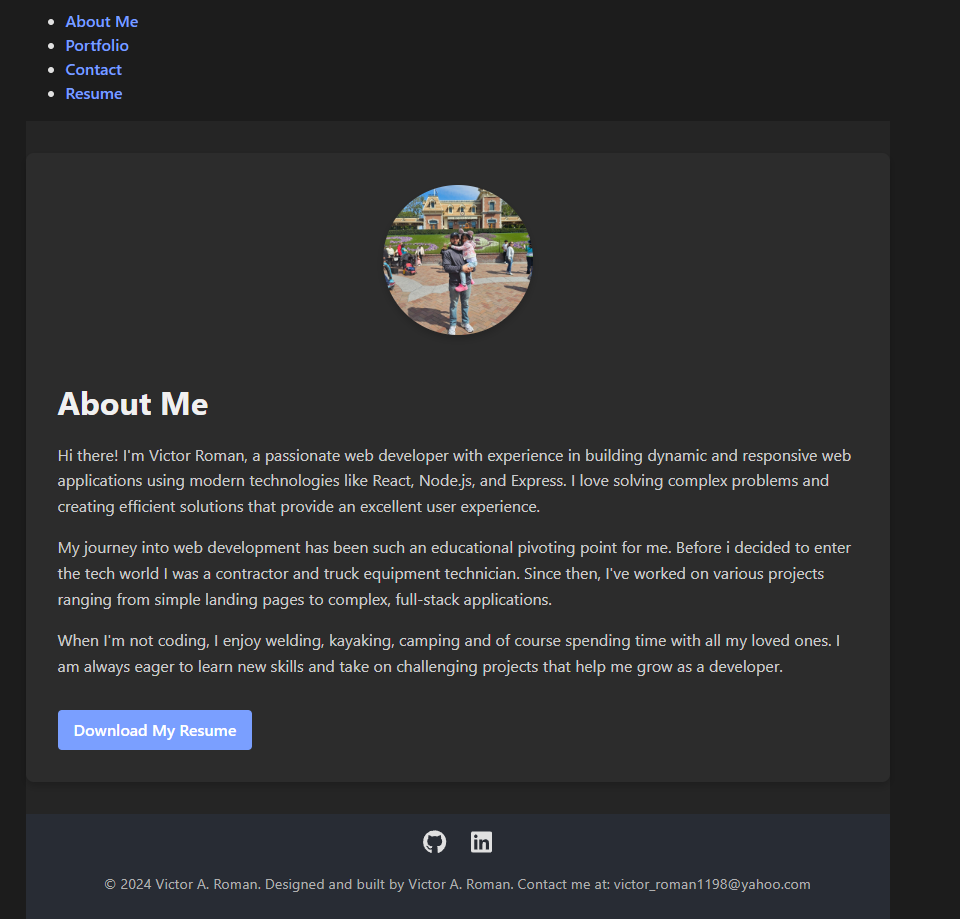 About Me
Portfolio
Contact
Resume
About Me
Hi there! I'm Victor Roman, a passionate web developer with experience in building dynamic and responsive web
applications using modern technologies like React, Node.js, and Express. I love solving complex problems and
creating efficient solutions that provide an excellent user experience.
My journey into web development has been such an educational pivoting point for me. Before i decided to enter
the tech world I was a contractor and truck equipment technician. Since then, I've worked on various projects
ranging from simple landing pages to complex, full-stack applications.
When I'm not coding, I enjoy welding, kayaking, camping and of course spending time with all my loved ones. I
am always eager to learn new skills and take on challenging projects that help me grow as a developer.
Download My Resume
in
© 2024 Victor A. Roman. Designed and built by Victor A. Roman. Contact me at: victor_roman1198@yahoo.com